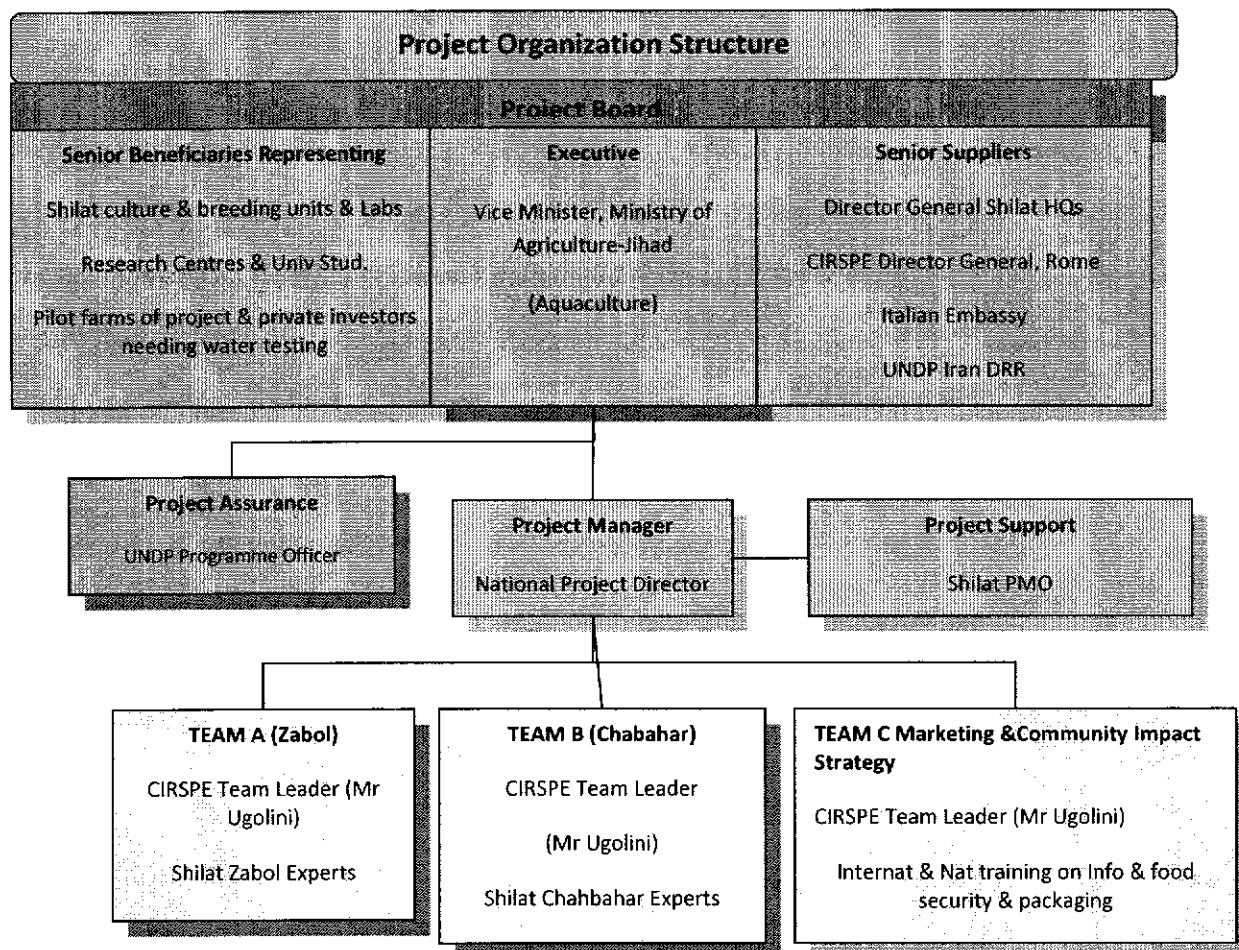 Project Organization Structure
Project Board
Senior Beneficiaries Representing
Shilat culture & breeding units & Labs
Research Centres & Univ Stud.
Pilot farms of project & private investors
needing water testing
Executive
Vice Minister, Ministry of
Agriculture-Jihad
(Aquaculture)
Senior Suppliers
Director General Shilat HQs
CIRSPE Director General, Rome
Italian Embassy
UNDP Iran DRR
Project Assurance
UNDP Programme Officer
Project Manager
National Project Director
Project Support
Shilat PMO
TEAM A (Zabol)
CIRSPE Team Leader (Mr
Ugolini)
Shilat Zabol Experts
TEAM B (Chabahar)
CIRSPE Team Leader
(Mr Ugolini)
Shilat Chahbahar Experts
TEAM C Marketing &Community Impact
Strategy
CIRSPE Team Leader (Mr Ugolini)
Internat & Nat training on Info & food
security & packaging